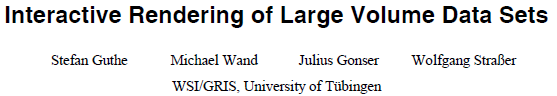 Interactive Rendering of Large Volume Data Sets
Stefan Guthe Michael Wand Julius Gonser Wolfgang Straßer
WSI/GRIS, University of Tübingen